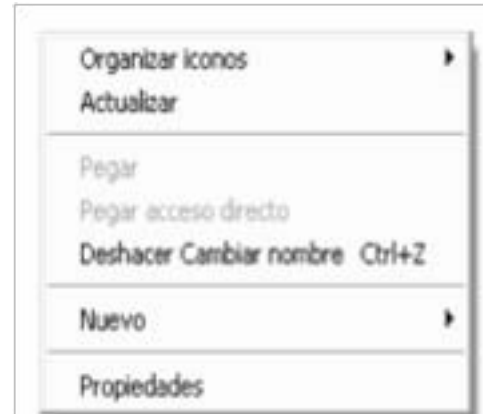 Organizar iconos
Actualizar
Pegar
Pegar acceso directo
Deshacer Cambiar nombre Ctrl+Z
Nuevo
Propiedades